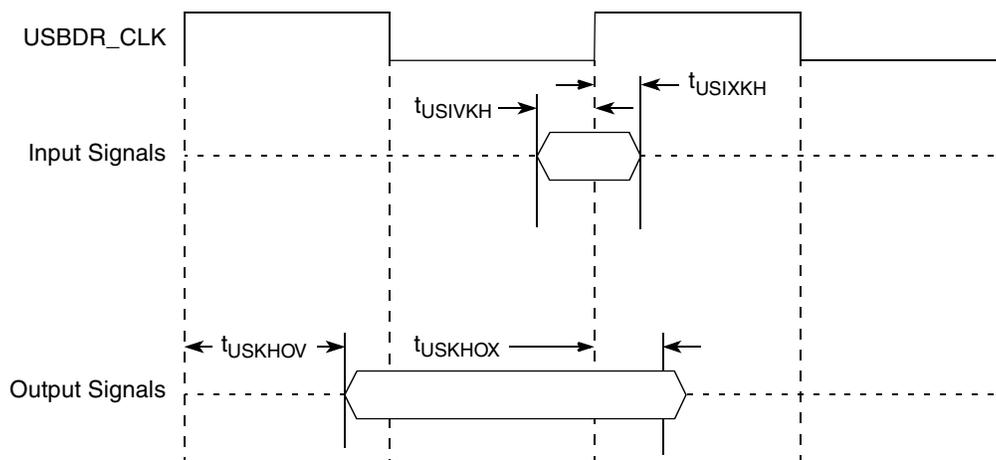 USBDR_CLK
tUSIXKH
tUSIVKH
Input Signals
tUSKHOV
tUSKHOX
Output Signals